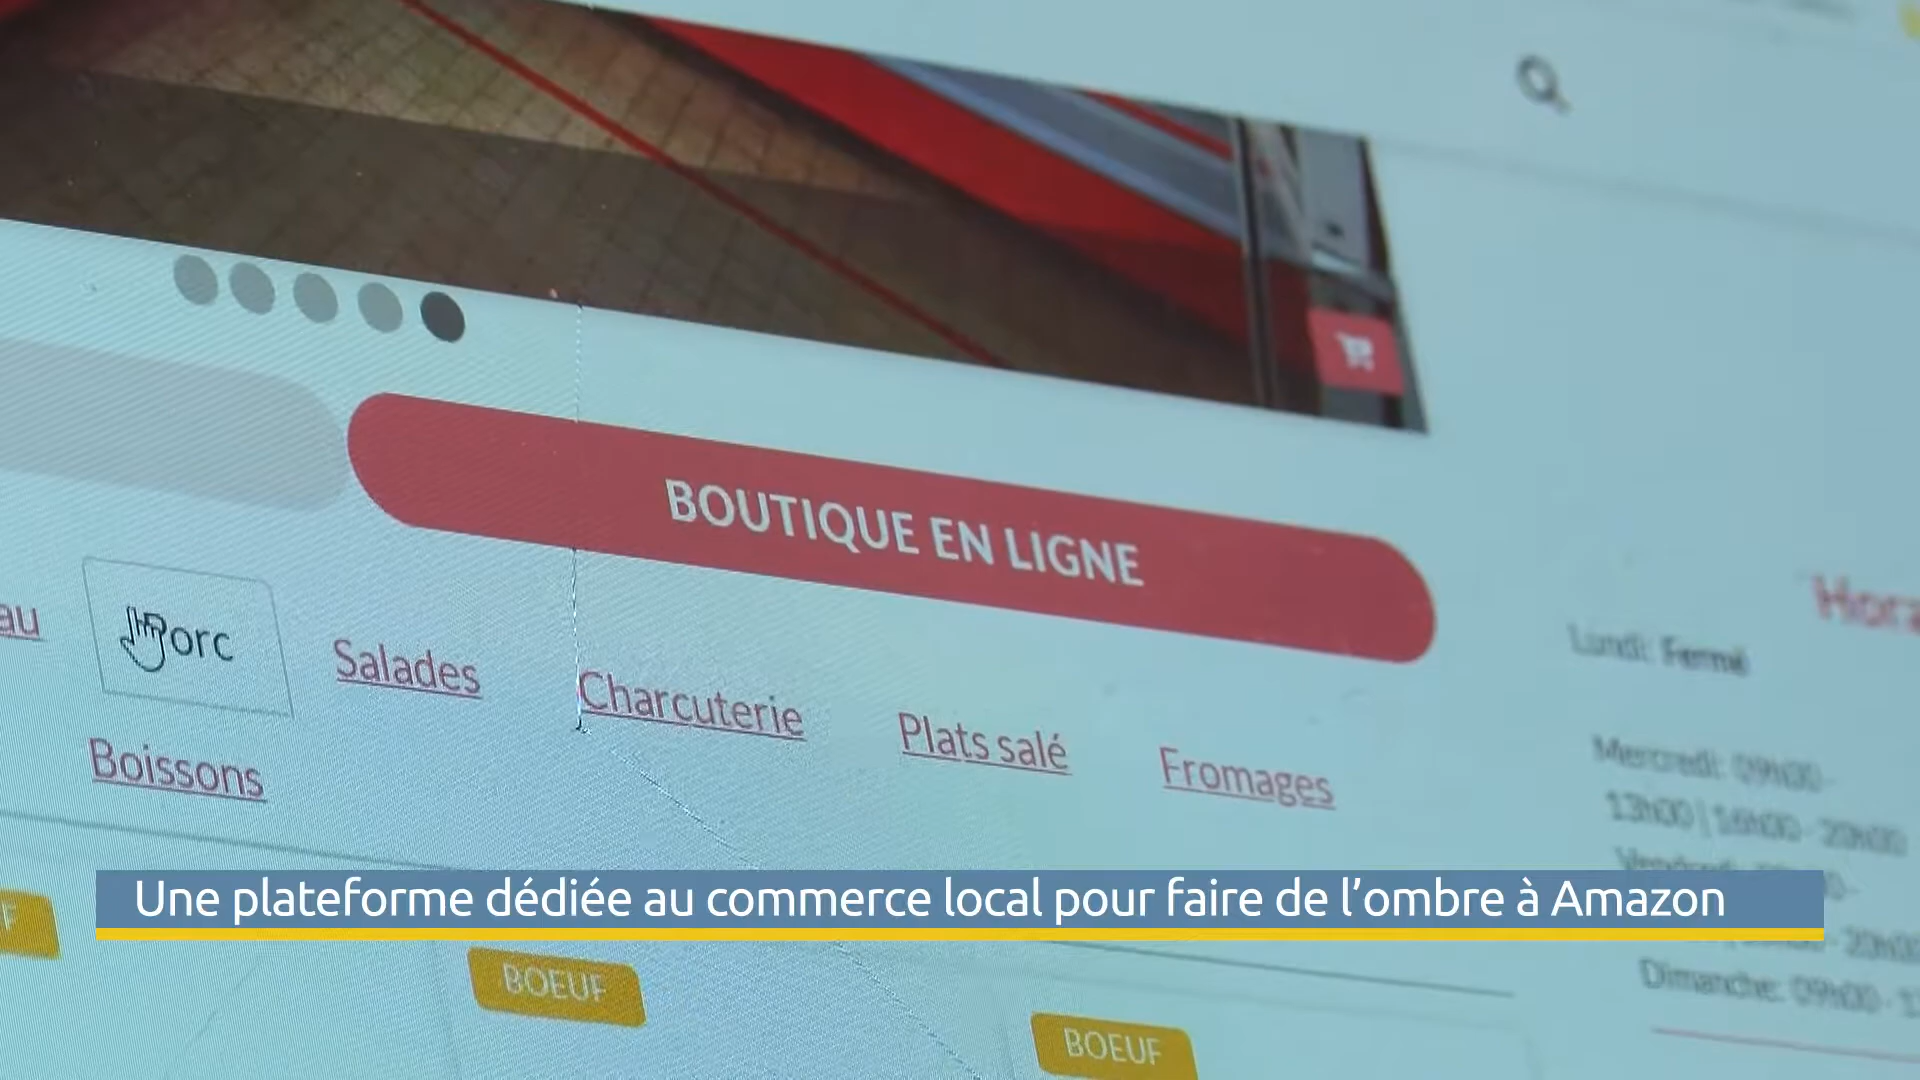 BOUTIQUE EN LIGNE
au Porc Salades Charcuterie Plats salé Fromages
Boissons
Lundi: Fermé
Mercredi: 09h00 -
13h00 | 16h00 - 20h00
Dimanche: 09h00 -
Une plateforme dédiée au commerce local pour faire de l’ombre à Amazon
F BOEUF BOEUF